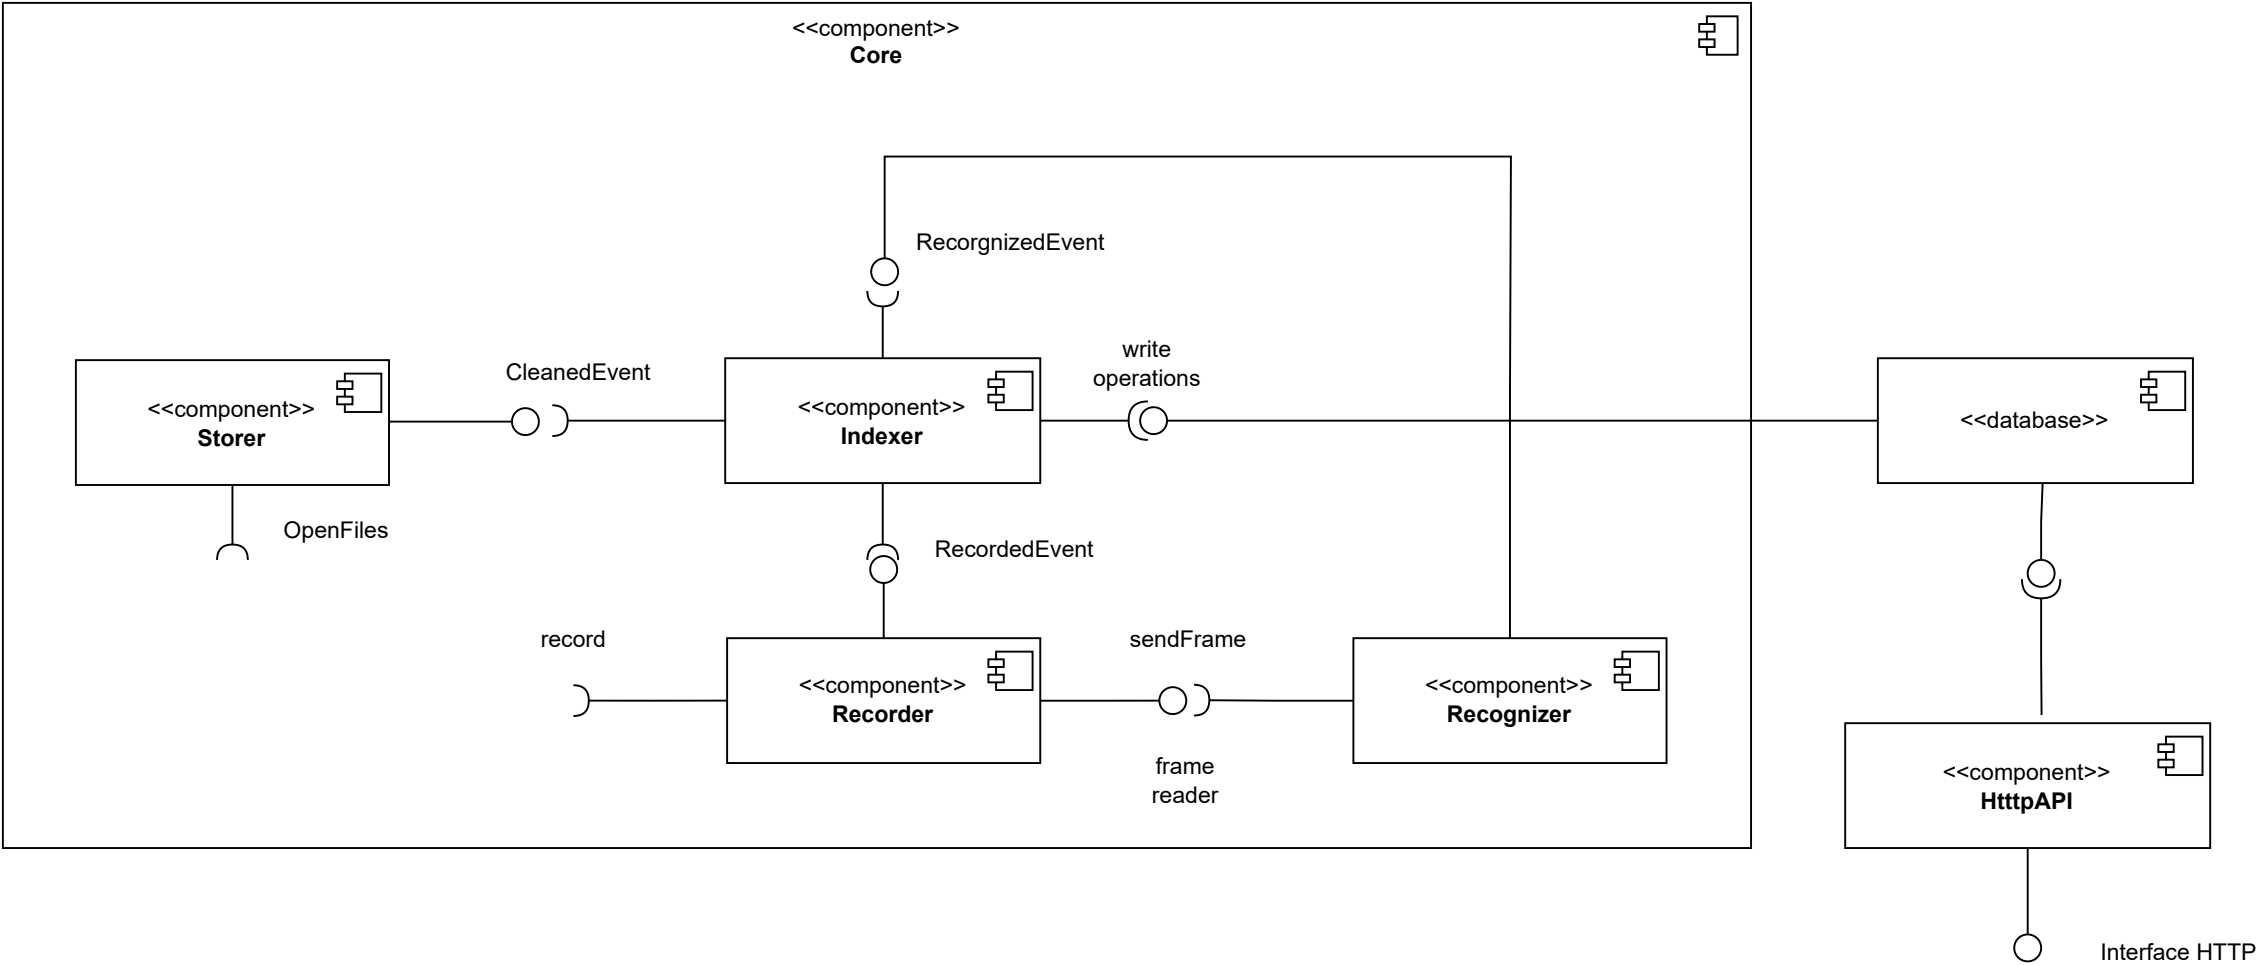 <<component>>
Core
RecorgnizedEvent
write
operations
CleanedEvent
<<component>>
Storer
<<component>>
Indexer
<<database>>
OpenFiles
RecordedEvent
record
sendFrame
<<component>>
Recorder
<<component>>
Recognizer
frame
reader
<<component>>
HtttpAPI
Interface HTTP